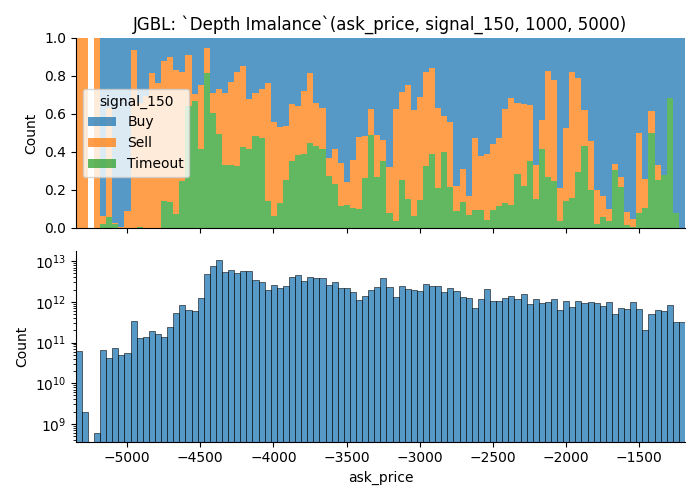 JGBL: `Depth Imalance`(ask_price, signal_150, 1000, 5000)
1.0
0.8
0.6
0.4
0.2
0.0
Count
signal_150
Buy
Sell
Timeout
10^13
10^12
10^11
10^10
10^9
Count
−5000 −4500 −4000 −3500 −3000 −2500 −2000 −1500
ask_price